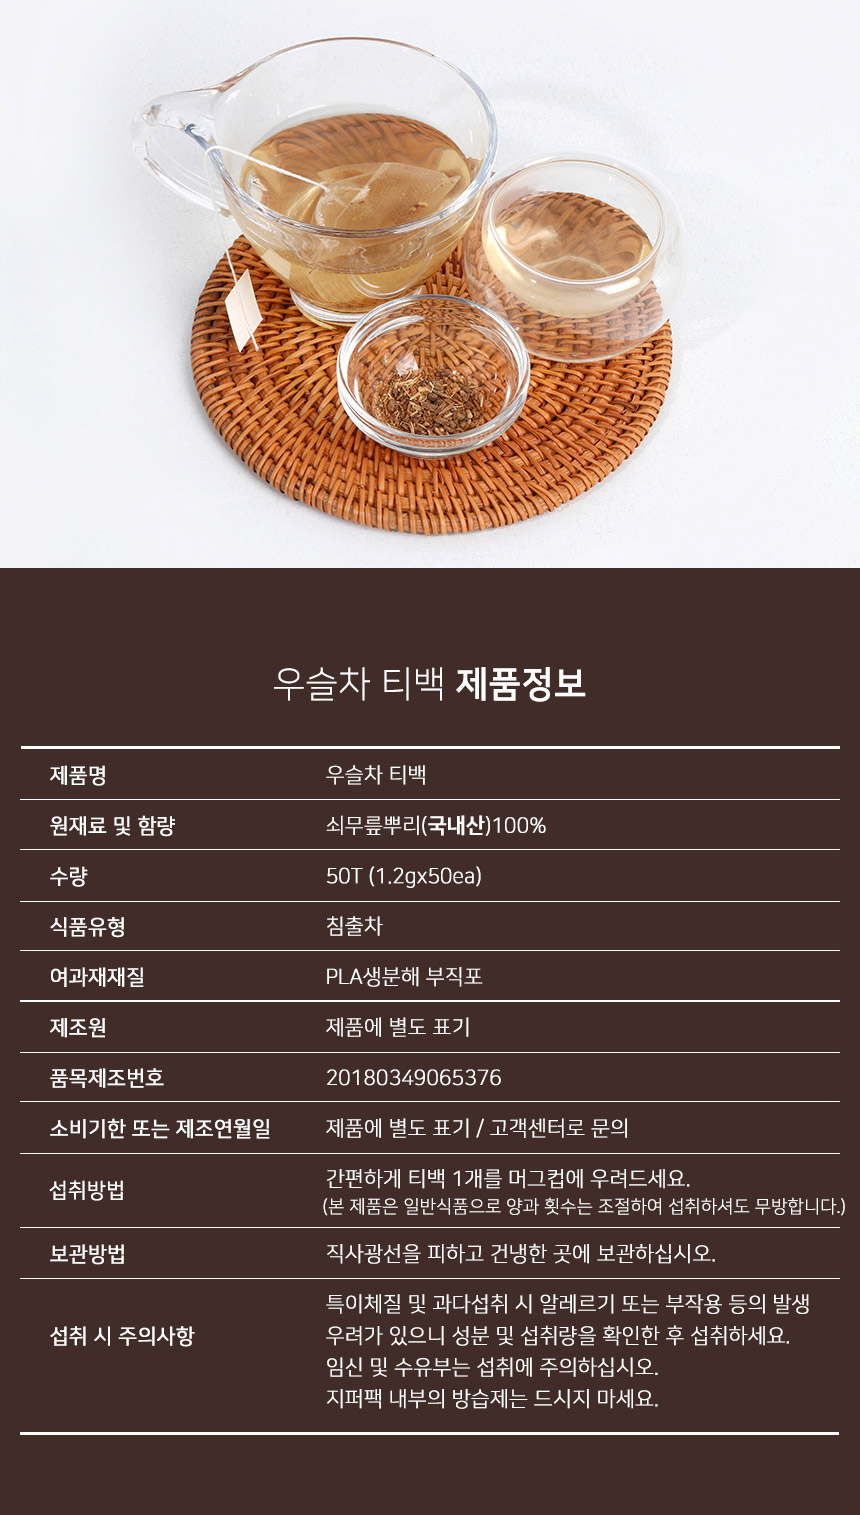 우슬차 티백 제품정보
제품명 우슬차 티백
원재료 및 함량 쇠무릎뿌리(국내산)100%
수량 50T (1.2gx50ea)
식품유형 침출차
여과재재질 PLA생분해 부직포
제조원 제품에 별도 표기
품목제조번호 20180349065376
소비기한 또는 제조연월일 제품에 별도 표기 / 고객센터로 문의
섭취방법 간편하게 티백 1개를 머그컵에 우려드세요.
(본 제품은 일반식품으로 양과 횟수는 조절하여 섭취하셔도 무방합니다.)
보관방법 직사광선을 피하고 건냉한 곳에 보관하십시오.
섭취 시 주의사항 특이체질 및 과다섭취 시 알레르기 또는 부작용 등의 발생
우려가 있으니 성분 및 섭취량을 확인한 후 섭취하세요.
임신 및 수유부는 섭취에 주의하십시오.
지퍼팩 내부의 방습제는 드시지 마세요.